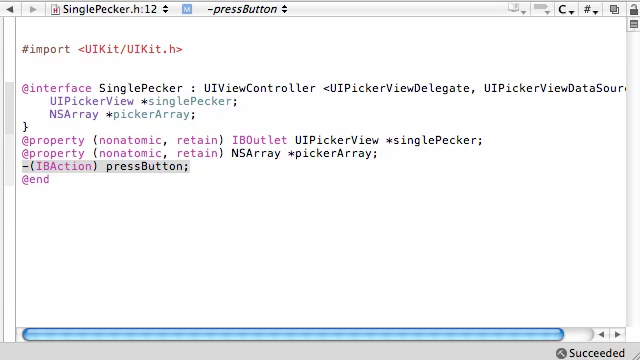 SinglePecker.h:12 -pressButton C #
#import <UIKit/UIKit.h>
@interface SinglePecker : UIViewController <UIPickerViewDelegate, UIPickerViewDataSour
UIPickerView *singlePecker;
NSArray *pickerArray;
}
@property (nonatomic, retain) IBOutlet UIPickerView *singlePecker;
@property (nonatomic, retain) NSArray *pickerArray;
-(IBAction) pressButton;
@end
Succeeded